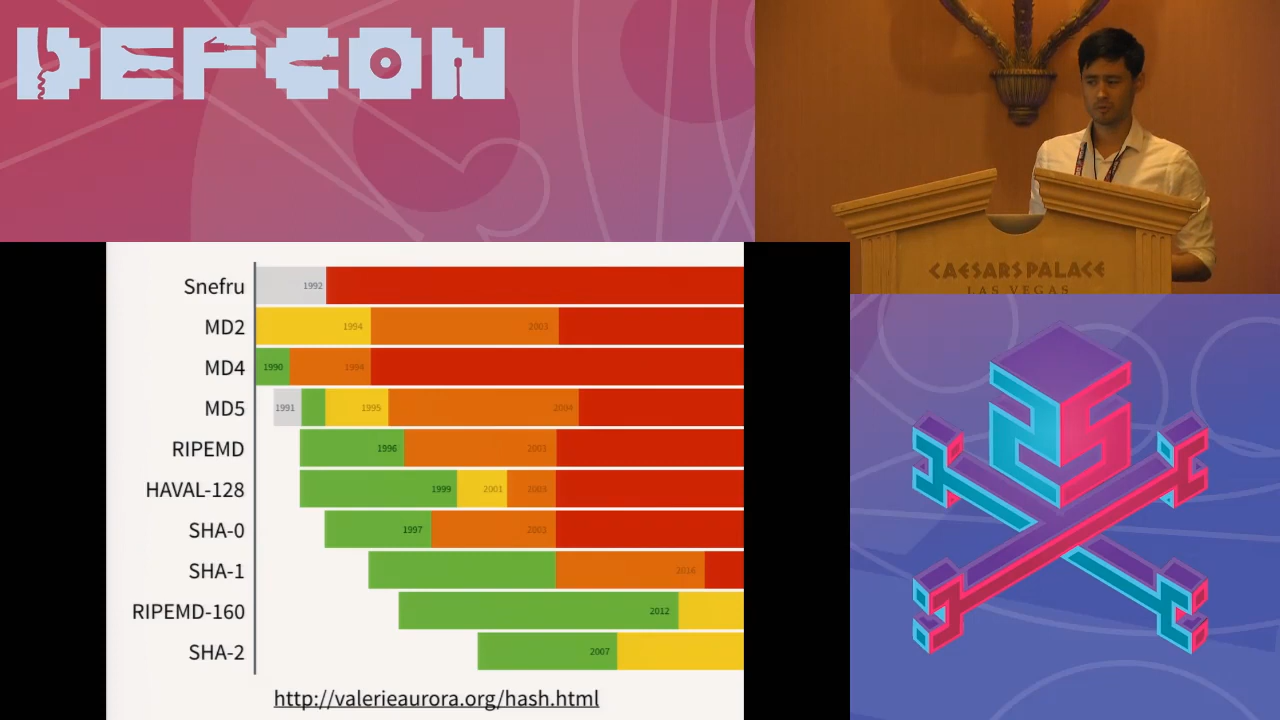 DEFCON
CAESARS PALACE
LAS VEGAS
Snefru 1992
MD2 1994 2003
MD4 1990 1994
MD5 1991 1995 2004
RIPEMD 1996 2003
HAVAL-128 1999 2001 2003
SHA-0 1997 2003
SHA-1 2016
RIPEMD-160 2012
SHA-2 2007
http://valerieaurora.org/hash.html
25